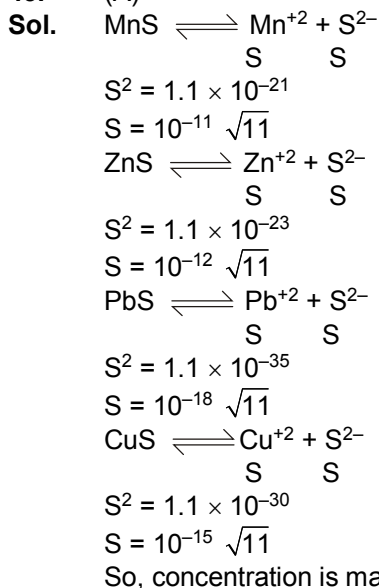 (A)
Sol. MnS ⇌ Mn⁺² + S²⁻
S S
S² = 1.1 × 10⁻²¹
S = 10⁻¹¹ √11
ZnS ⇌ Zn⁺² + S²⁻
S S
S² = 1.1 × 10⁻²³
S = 10⁻¹² √11
PbS ⇌ Pb⁺² + S²⁻
S S
S² = 1.1 × 10⁻³⁵
S = 10⁻¹⁸ √11
CuS ⇌ Cu⁺² + S²⁻
S S
S² = 1.1 × 10⁻³⁰
S = 10⁻¹⁵ √11
So, concentration is